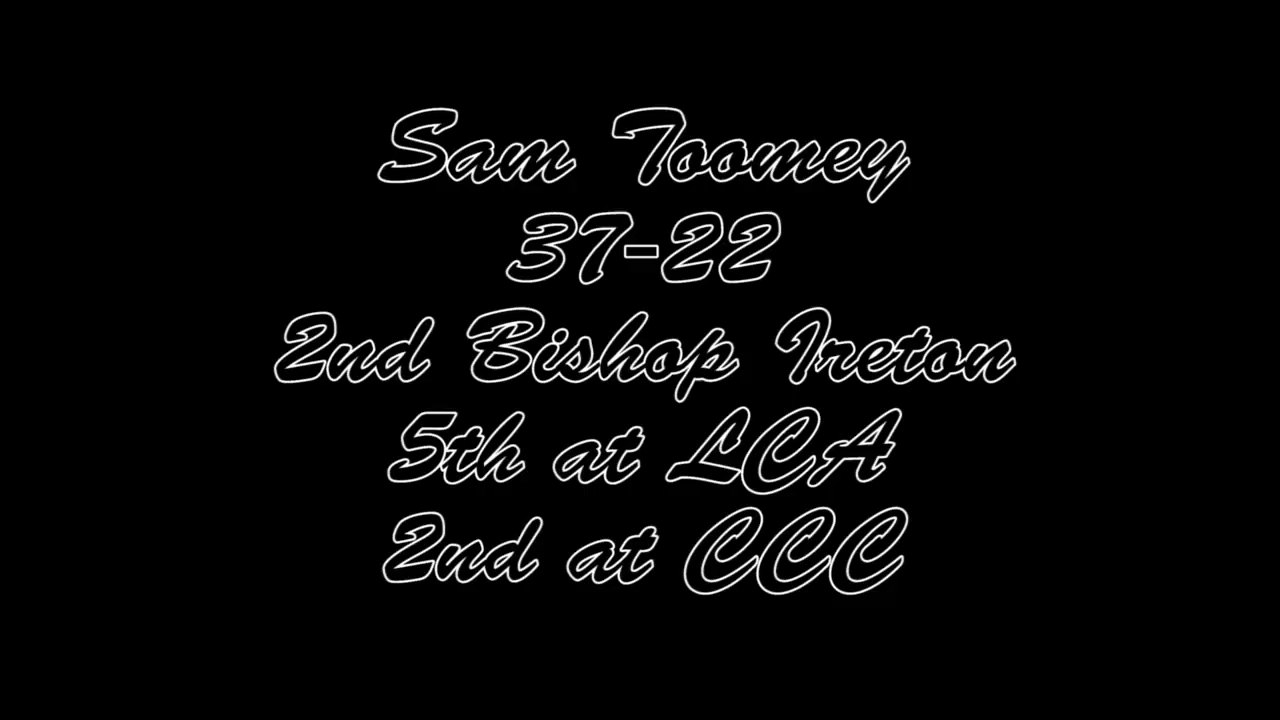 Sam Toomey
37-22
2nd Bishop Ireton
5th at LCA
2nd at CCC